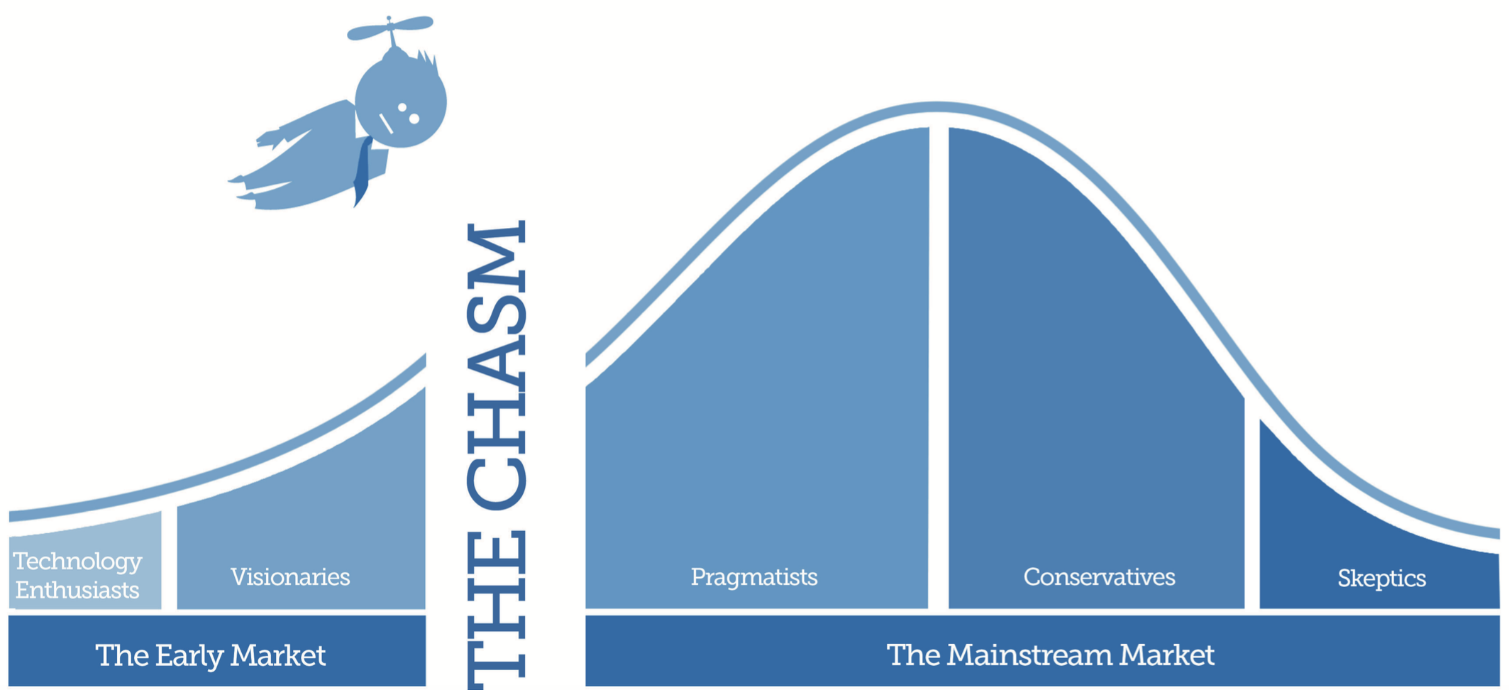 THE CHASM
Technology
Enthusiasts
Visionaries
Pragmatists
Conservatives
Skeptics
The Early Market
The Mainstream Market